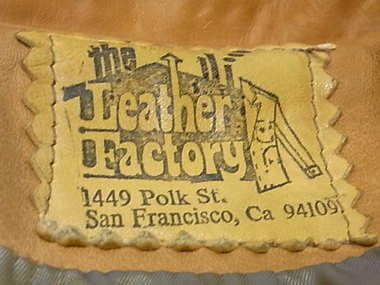 the
Leather
Factory
1449 Polk St.
San Francisco, Ca 94109